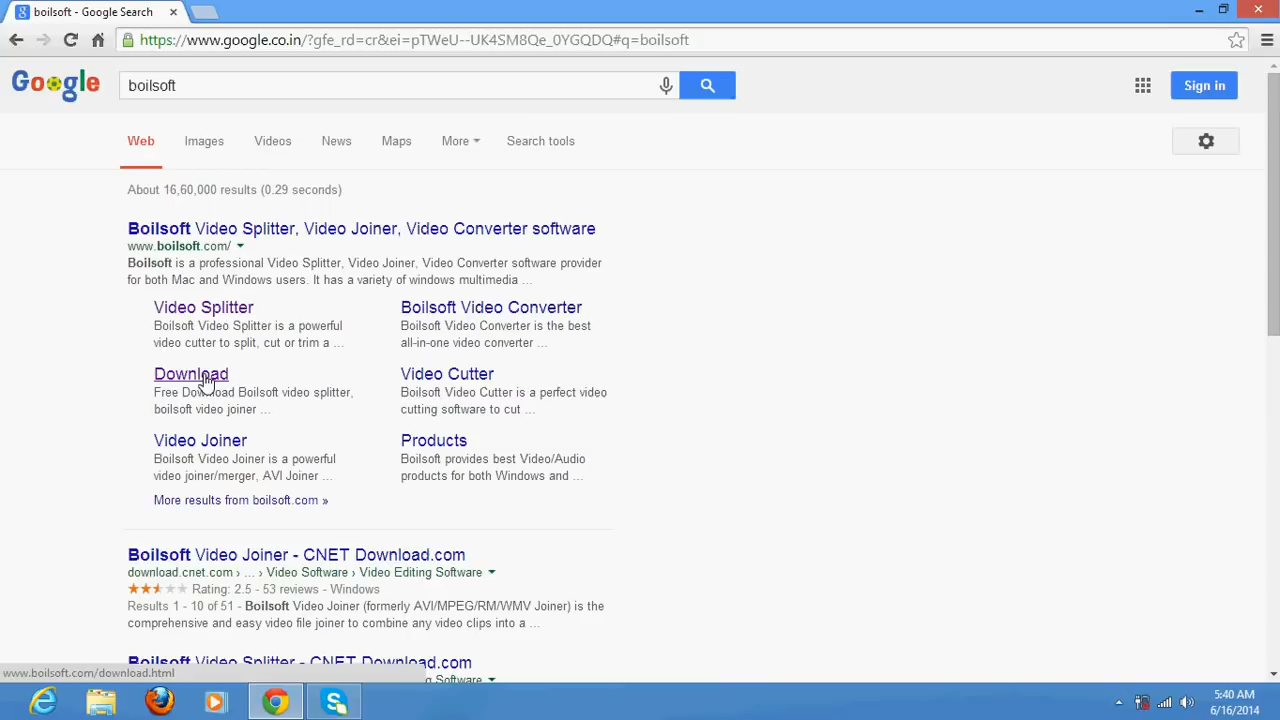 boilsoft - Google Search
https://www.google.co.in/?gfe_rd=cr&ei=pTWeU--UK4SM8Qe_0YGQDQ#q=boilsoft
Google
boilsoft
Sign in
Web Images Videos News Maps More Search tools
About 16,60,000 results (0.29 seconds)
Boilsoft Video Splitter, Video Joiner, Video Converter software
www.boilsoft.com/
Boilsoft is a professional Video Splitter, Video Joiner, Video Converter software provider
for both Mac and Windows users. It has a variety of windows multimedia ...
Video Splitter
Boilsoft Video Splitter is a powerful
video cutter to split, cut or trim a ...
Boilsoft Video Converter
Boilsoft Video Converter is the best
all-in-one video converter ...
Download
Free Download Boilsoft video splitter,
boilsoft video joiner ...
Video Cutter
Boilsoft Video Cutter is a perfect video
cutting software to cut ...
Video Joiner
Boilsoft Video Joiner is a powerful
video joiner/merger, AVI Joiner ...
Products
Boilsoft provides best Video/Audio
products for both Windows and ...
More results from boilsoft.com »
Boilsoft Video Joiner - CNET Download.com
download.cnet.com › ... › Video Software › Video Editing Software
Rating: 2.5 - 53 reviews - Windows
Results 1 - 10 of 51 - Boilsoft Video Joiner (formerly AVI/MPEG/RM/WMV Joiner) is the
comprehensive and easy video file joiner to combine any video clips into a ...
Boilsoft Video Splitter - CNET Download.com
www.boilsoft.com/download.html
5:40 AM
6/16/2014